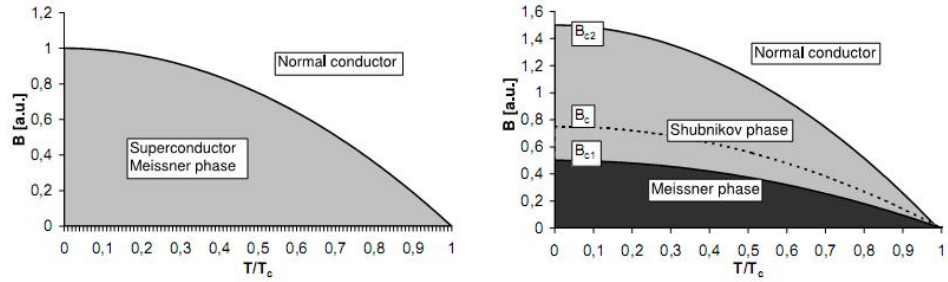 1,2
1
0,8
0,6
0,4
0,2
0
B [a.u.]
Normal conductor
Superconductor
Meissner phase
0 0,1 0,2 0,3 0,4 0,5 0,6 0,7 0,8 0,9 1
T/Tc
1,6
1,4
1,2
1
0,8
0,6
0,4
0,2
0
B [a.u.]
Bc2
Normal conductor
Bc
Shubnikov phase
Bc1
Meissner phase
0 0,1 0,2 0,3 0,4 0,5 0,6 0,7 0,8 0,9 1
T/Tc